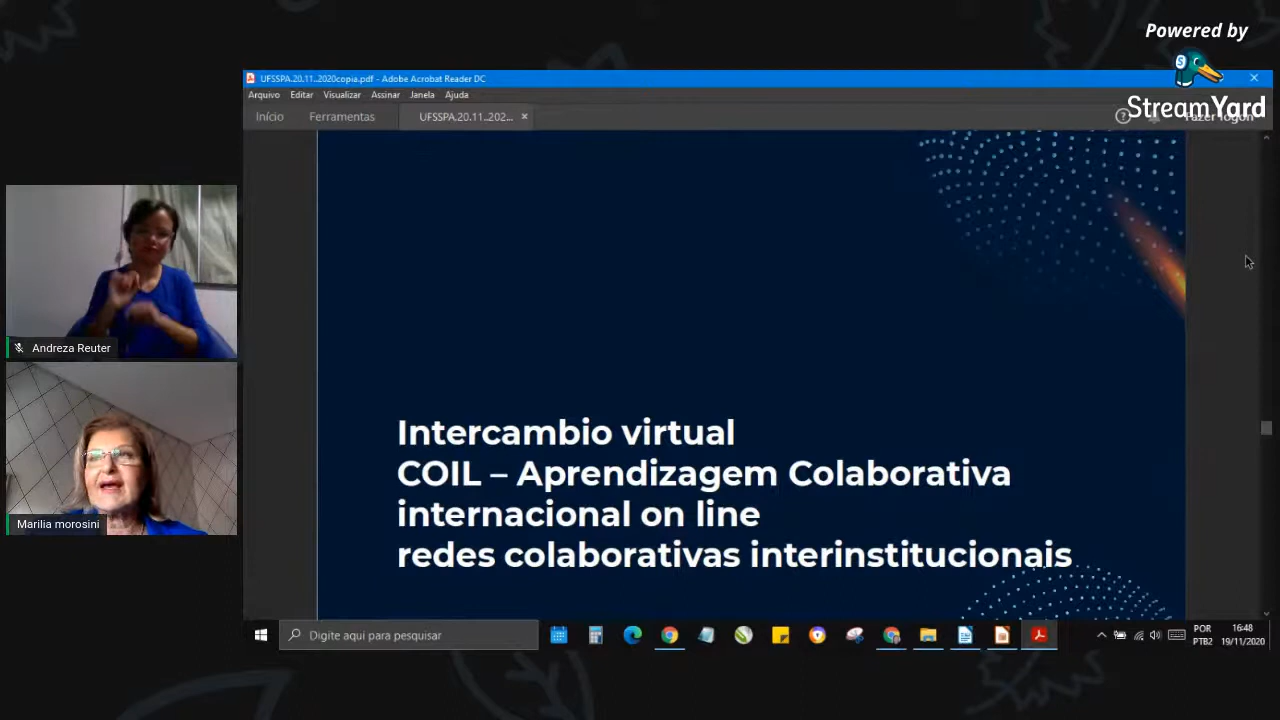 Powered by
StreamYard
UFSSPA.20.11..2020copia.pdf - Adobe Acrobat Reader DC
Arquivo Editar Visualizar Assinar Janela Ajuda
Início Ferramentas UFSSPA.20.11..202... Fazer logon
Andreza Reuter
Marilia morosini
Intercambio virtual
COIL – Aprendizagem Colaborativa
internacional on line
redes colaborativas interinstitucionais
Digite aqui para pesquisar
POR
PTB2
16:48
19/11/2020